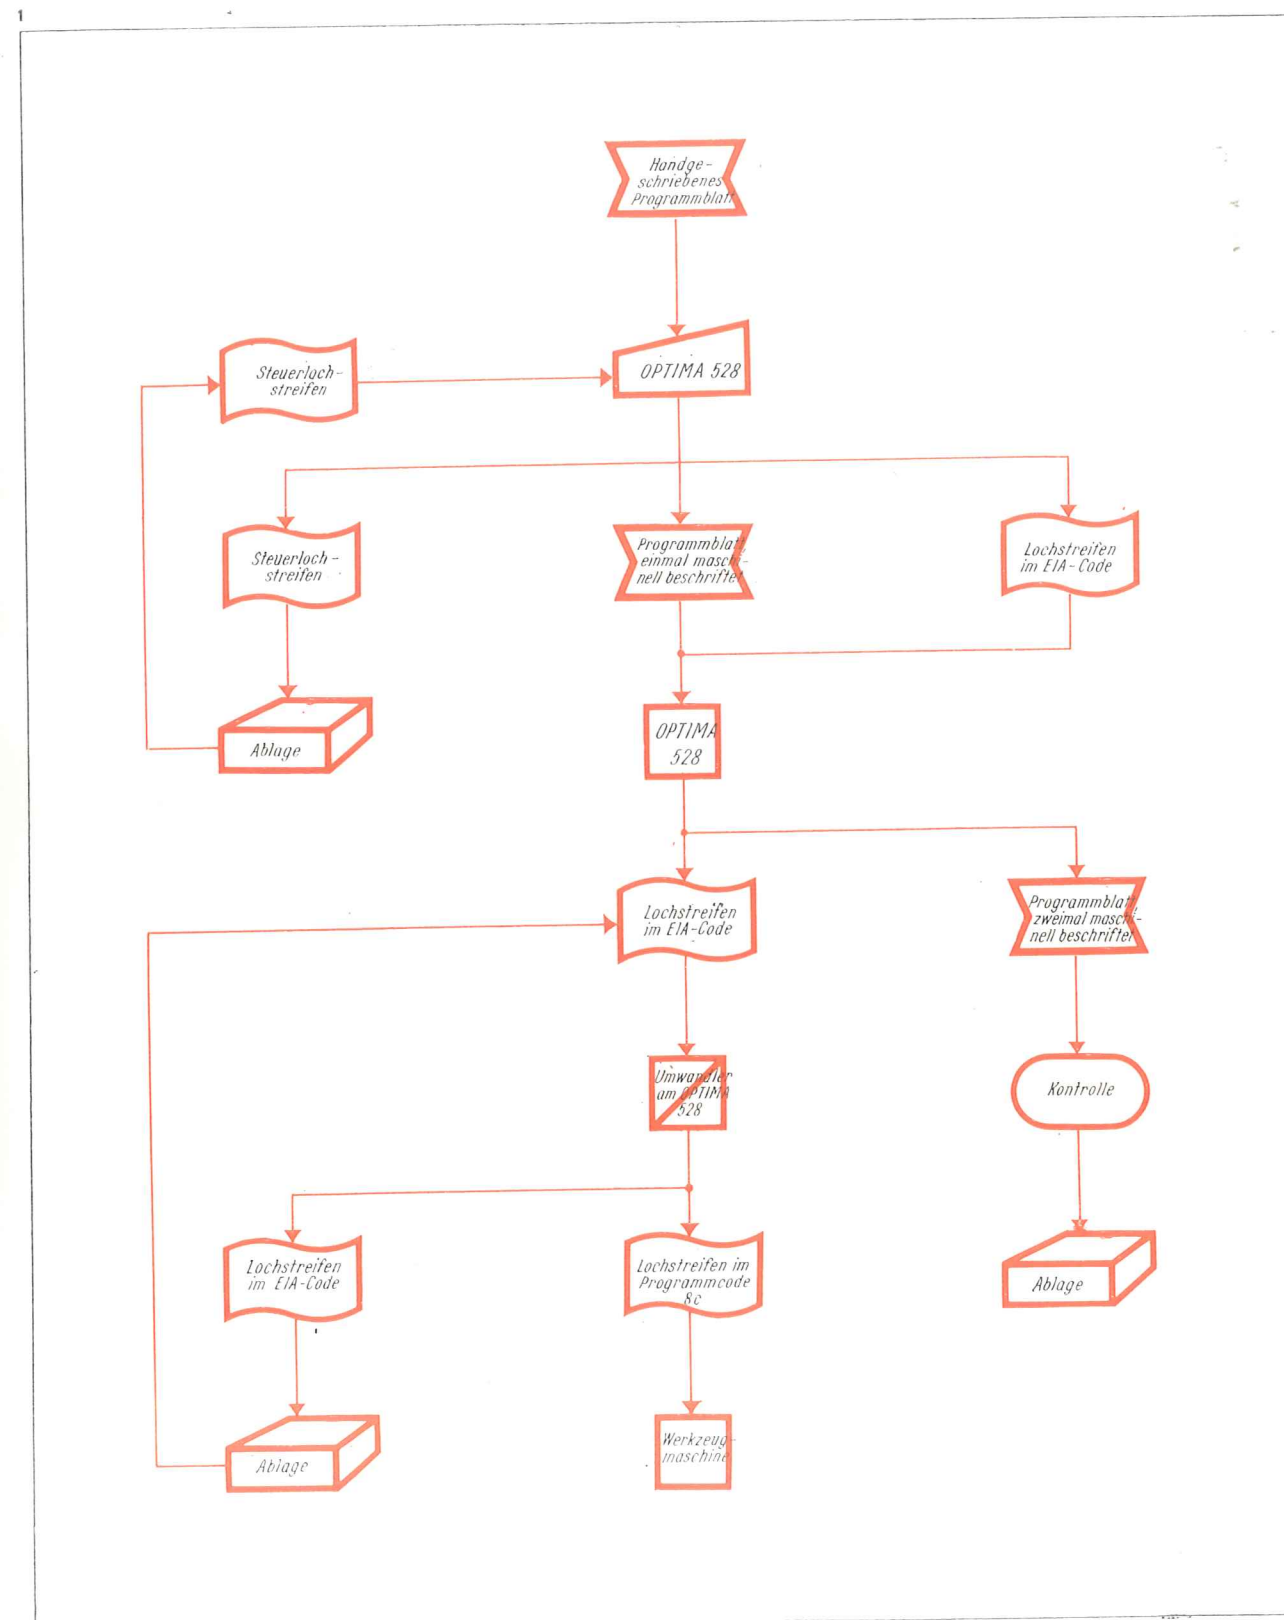 1
Handge-
schriebenes
Programmblatt
OPTIMA 528
Steuerloch-
streifen
Steuerloch-
streifen
Programmblatt,
einmal maschi-
nell beschriftet
Lochstreifen
im EIA-Code
Ablage
OPTIMA
528
Lochstreifen
im EIA-Code
Programmblatt,
zweimal maschi-
nell beschriftet
Umwandler
am OPTIMA
528
Kontrolle
Lochstreifen
im EIA-Code
Lochstreifen im
Programmcode
8c
Ablage
Ablage
Werkzeug-
maschine